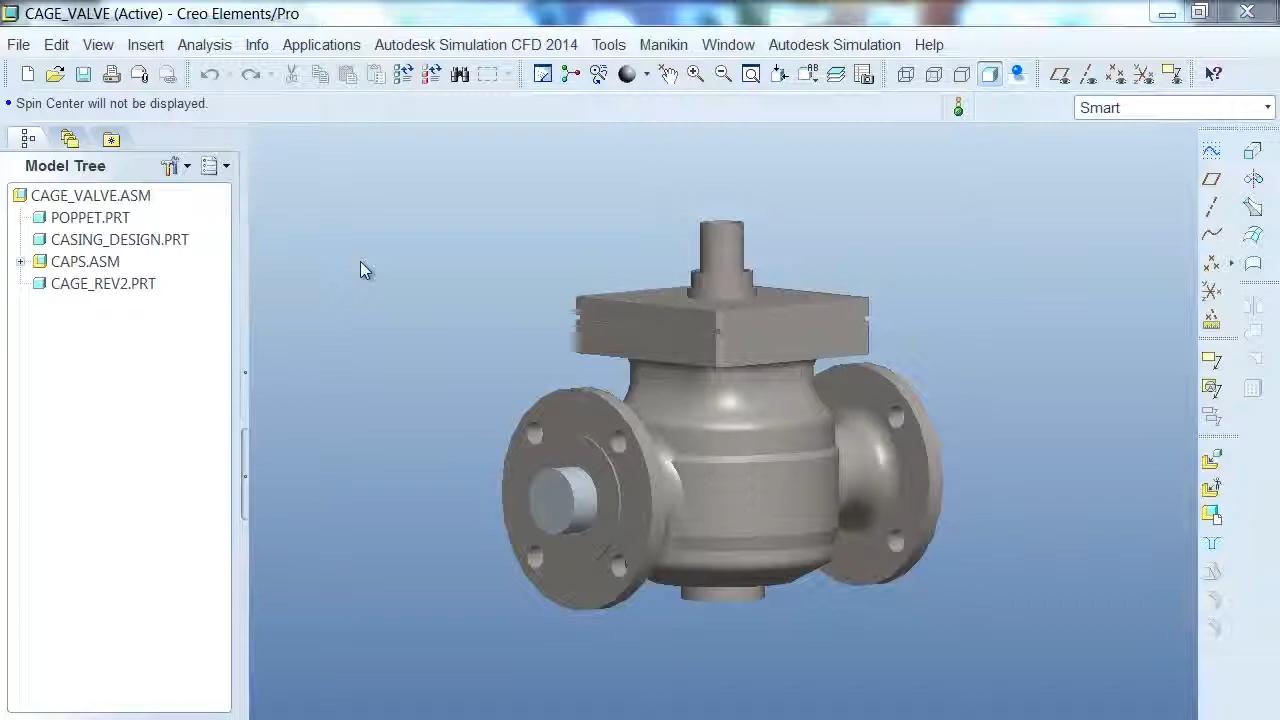 CAGE_VALVE (Active) - Creo Elements/Pro
File Edit View Insert Analysis Info Applications Autodesk Simulation CFD 2014 Tools Manikin Window Autodesk Simulation Help
Spin Center will not be displayed.
Smart
Model Tree
CAGE_VALVE.ASM
POPPET.PRT
CASING_DESIGN.PRT
CAPS.ASM
CAGE_REV2.PRT